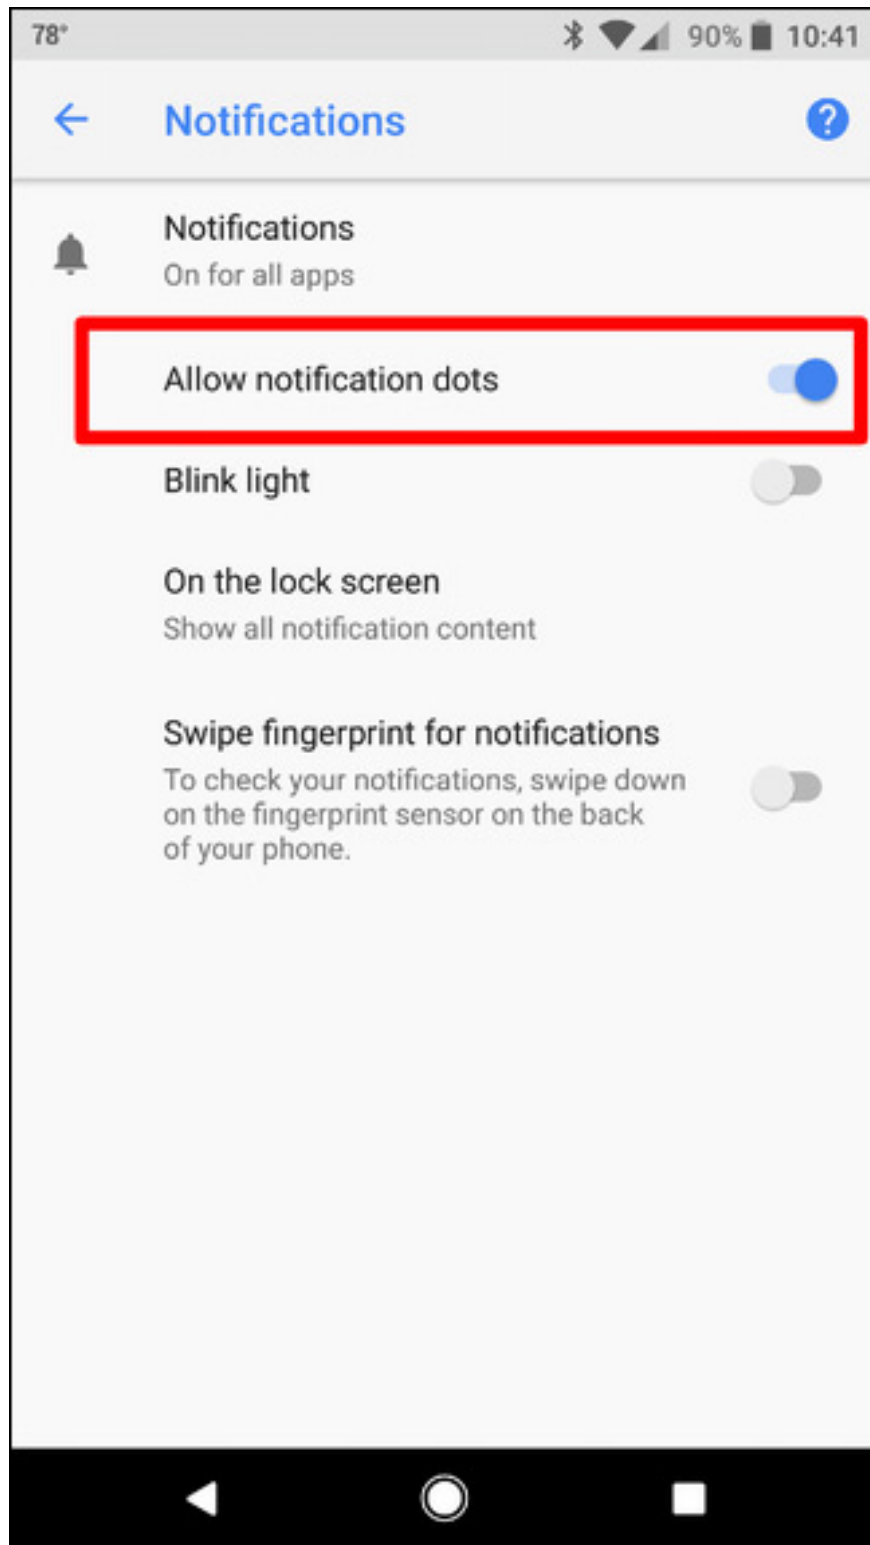 78° 90% 10:41
Notifications
Notifications
On for all apps
Allow notification dots
Blink light
On the lock screen
Show all notification content
Swipe fingerprint for notifications
To check your notifications, swipe down
on the fingerprint sensor on the back
of your phone.